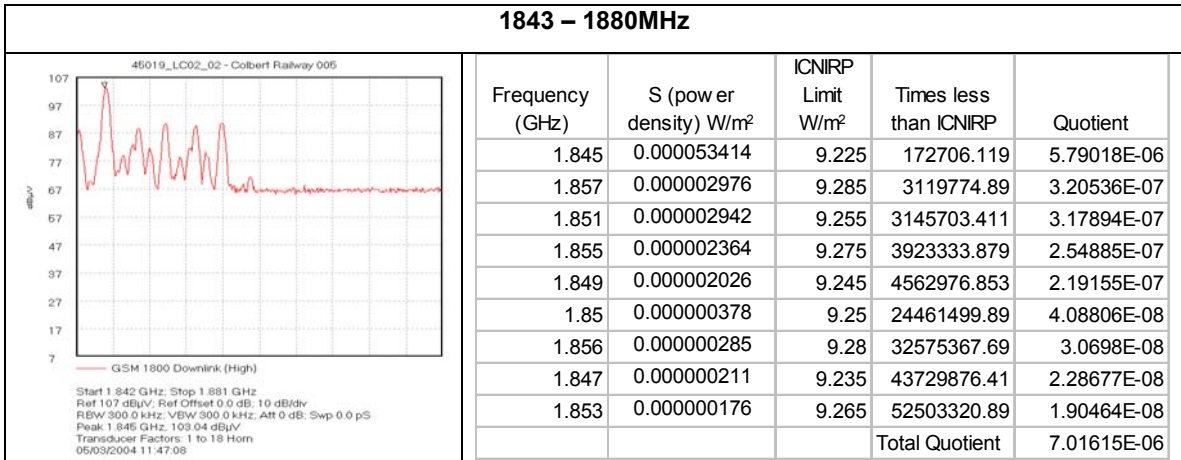 1843 – 1880MHz
45019_LC02_02 - Colbert Railway 005
107
97
87
77
67
57
47
37
27
17
7
dBµV
GSM 1800 Downlink (High)
Start 1.842 GHz; Stop 1.881 GHz
Ref 107 dBµV; Ref Offset 0.0 dB; 10 dB/div
RBW 300.0 kHz; VBW 300.0 kHz; Att 0 dB; Swp 0.0 pS
Peak 1.845 GHz, 103.04 dBµV
Transducer Factors: 1 to 18 Horn
05/03/2004 11:47:08
Frequency (GHz) S (power density) W/m² ICNIRP Limit W/m² Times less than ICNIRP Quotient
1.845 0.000053414 9.225 172706.119 5.79018E-06
1.857 0.000002976 9.285 3119774.89 3.20536E-07
1.851 0.000002942 9.255 3145703.411 3.17894E-07
1.855 0.000002364 9.275 3923333.879 2.54885E-07
1.849 0.000002026 9.245 4562976.853 2.19155E-07
1.85 0.000000378 9.25 24461499.89 4.08806E-08
1.856 0.000000285 9.28 32575367.69 3.0698E-08
1.847 0.000000211 9.235 43729876.41 2.28677E-08
1.853 0.000000176 9.265 52503320.89 1.90464E-08
Total Quotient 7.01615E-06